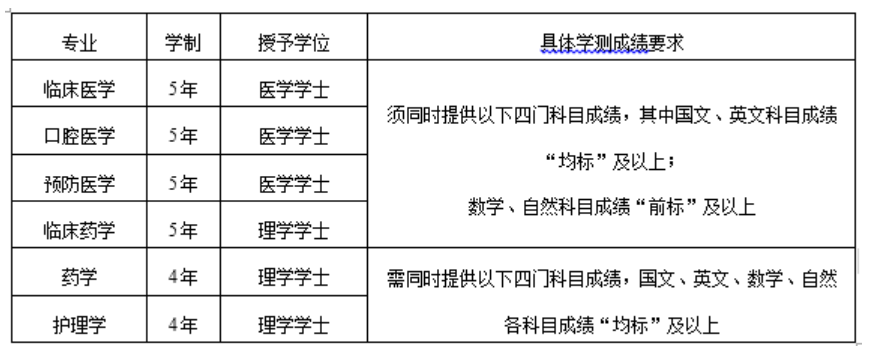 专业 学制 授予学位 具体学测成绩要求
临床医学 5年 医学学士
口腔医学 5年 医学学士
预防医学 5年 医学学士
临床药学 5年 理学学士
须同时提供以下四门科目成绩，其中国文、英文科目成绩
“均标”及以上；
数学、自然科目成绩“前标”及以上
药学 4年 理学学士
护理学 4年 理学学士
需同时提供以下四门科目成绩，国文、英文、数学、自然
各科目成绩“均标”及以上